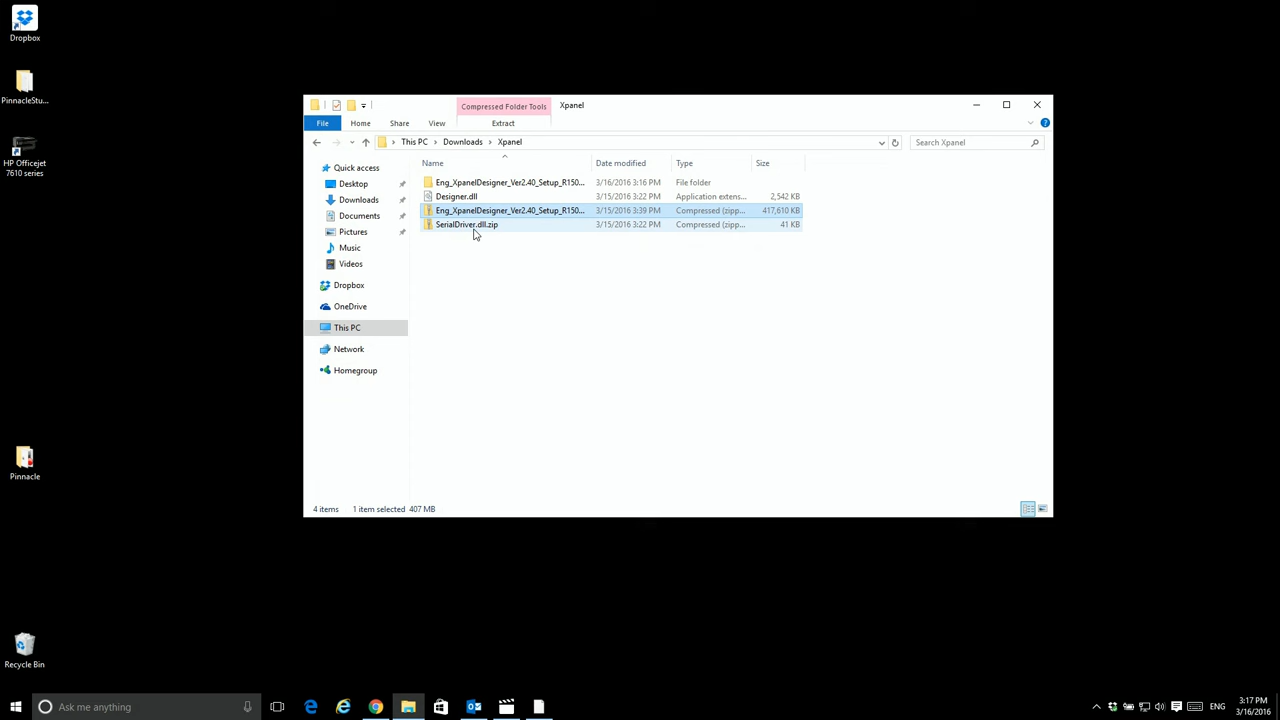 Dropbox
PinnacleStu...
HP Officejet
7610 series
Pinnacle
Recycle Bin
Compressed Folder Tools
Xpanel
File
Home
Share
View
Extract
This PC
Downloads
Xpanel
Search Xpanel
Quick access
Desktop
Downloads
Documents
Pictures
Music
Videos
Dropbox
OneDrive
This PC
Network
Homegroup
Name
Date modified
Type
Size
Eng_XpanelDesigner_Ver2.40_Setup_R150... 3/16/2016 3:16 PM File folder
Designer.dll 3/15/2016 3:22 PM Application extens... 2,542 KB
Eng_XpanelDesigner_Ver2.40_Setup_R150... 3/15/2016 3:39 PM Compressed (zipp... 417,610 KB
SerialDriver.dll.zip 3/15/2016 3:22 PM Compressed (zipp... 41 KB
4 items 1 item selected 407 MB
Ask me anything
ENG
3:17 PM
3/16/2016